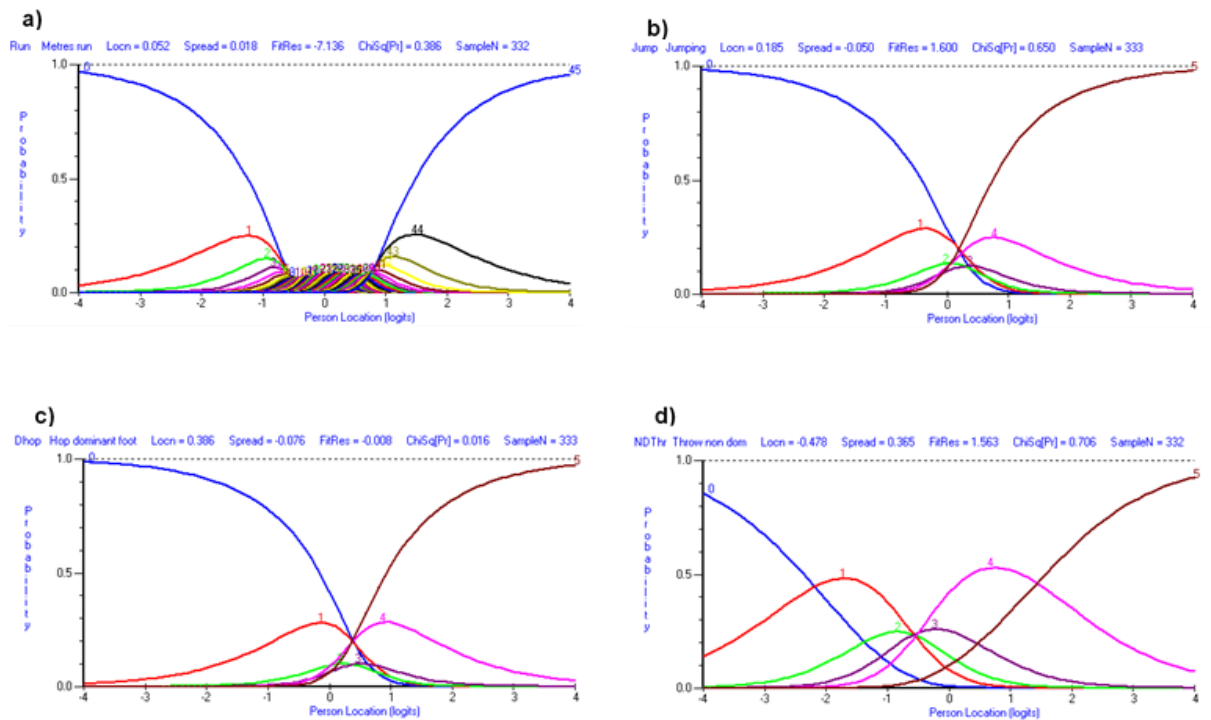 a)
Run Metres run Locn = 0.052 Spread = 0.018 FitRes = -7.136 ChiSq[Pr] = 0.386 SampleN = 332
1.0
0
45
Probability
0.5
1
44
2
43
0.0
-4 -3 -2 -1 0 1 2 3 4
Person Location (logits)
b)
Jump Jumping Locn = 0.185 Spread = -0.050 FitRes = 1.600 ChiSq[Pr] = 0.650 SampleN = 333
1.0
0
5
Probability
0.5
1
4
2
0.0
-4 -3 -2 -1 0 1 2 3 4
Person Location (logits)
c)
Dhop Hop dominant foot Locn = 0.386 Spread = -0.076 FitRes = -0.008 ChiSq[Pr] = 0.016 SampleN = 333
1.0
0
5
Probability
0.5
1
4
0.0
-4 -3 -2 -1 0 1 2 3 4
Person Location (logits)
d)
NDThr Throw non dom Locn = -0.478 Spread = 0.365 FitRes = 1.563 ChiSq[Pr] = 0.706 SampleN = 332
1.0
0
5
Probability
0.5
1
4
2
3
0.0
-4 -3 -2 -1 0 1 2 3 4
Person Location (logits)